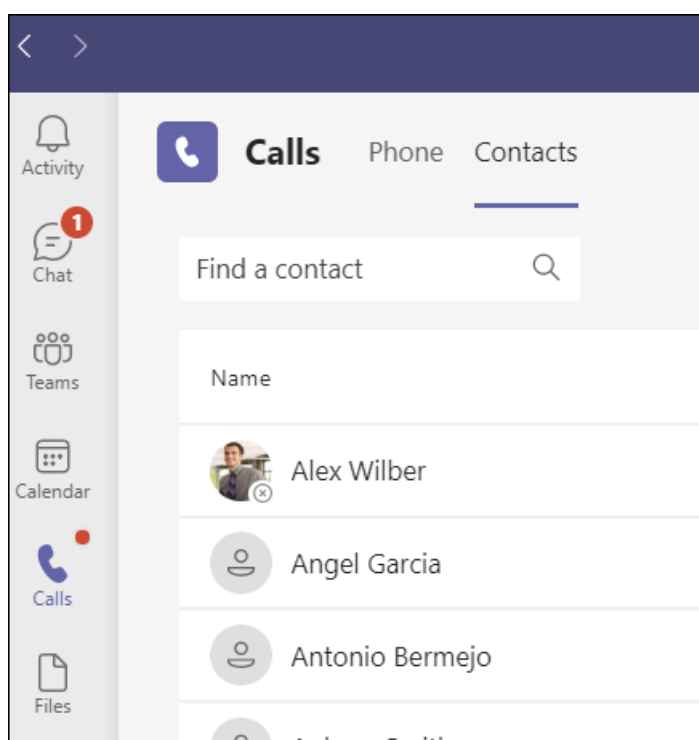 Activity
1
Chat
Teams
Calendar
Calls
Files
Calls Phone Contacts
Find a contact
Name
Alex Wilber
Angel Garcia
Antonio Bermejo